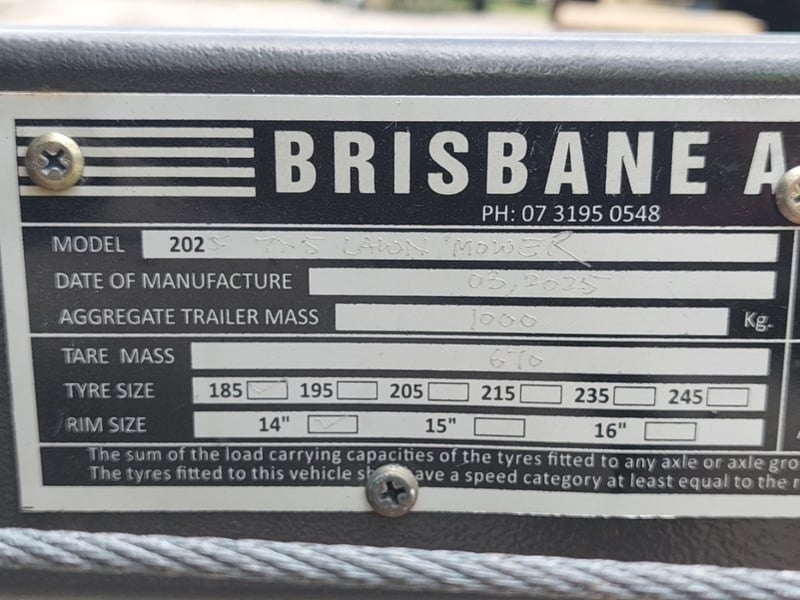 BRISBANE A
PH: 07 3195 0548
MODEL 2025 7x5 LAWN MOWER
DATE OF MANUFACTURE 03,2025
AGGREGATE TRAILER MASS 1000 Kg.
TARE MASS 670
TYRE SIZE 185 195 205 215 235 245
RIM SIZE 14" 15" 16"
The sum of the load carrying capacities of the tyres fitted to any axle or axle gro
The tyres fitted to this vehicle have a speed category at least equal to the